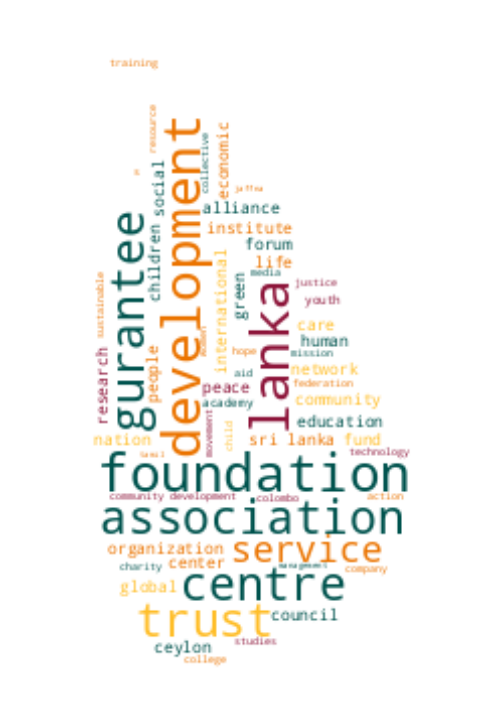 training
resource
collective
economic
social
children
jaffna
alliance
gurantee
development
institute
forum
life
international
media
green
justice
sustainable
lanka
youth
care
human
hope
mission
research
people
aid
network
federation
peace
academy
community
movement
child
education
nation
sri lanka
fund
tamil
technology
foundation
community development
colombo
action
association
organization
service
charity
center
management
company
global
centre
trust
council
ceylon
studies
college